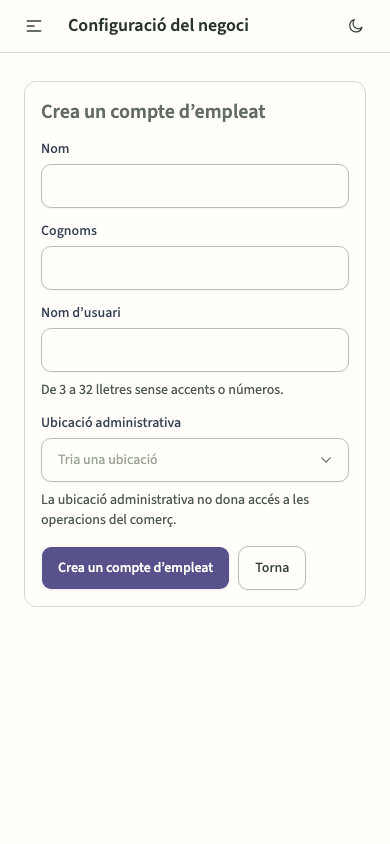 Configuració del negoci
Crea un compte d’empleat
Nom
Cognoms
Nom d’usuari
De 3 a 32 lletres sense accents o números.
Ubicació administrativa
Tria una ubicació
La ubicació administrativa no dona accés a les
operacions del comerç.
Crea un compte d’empleat
Torna